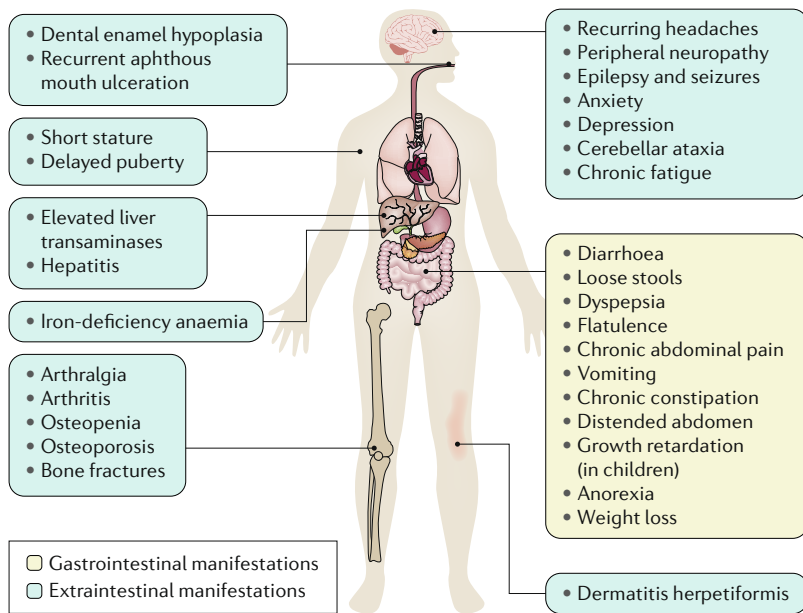 • Dental enamel hypoplasia
• Recurrent aphthous
mouth ulceration
• Short stature
• Delayed puberty
• Elevated liver
transaminases
• Hepatitis
• Iron-deficiency anaemia
• Arthralgia
• Arthritis
• Osteopenia
• Osteoporosis
• Bone fractures
Gastrointestinal manifestations
Extraintestinal manifestations
• Recurring headaches
• Peripheral neuropathy
• Epilepsy and seizures
• Anxiety
• Depression
• Cerebellar ataxia
• Chronic fatigue
• Diarrhoea
• Loose stools
• Dyspepsia
• Flatulence
• Chronic abdominal pain
• Vomiting
• Chronic constipation
• Distended abdomen
• Growth retardation
(in children)
• Anorexia
• Weight loss
• Dermatitis herpetiformis